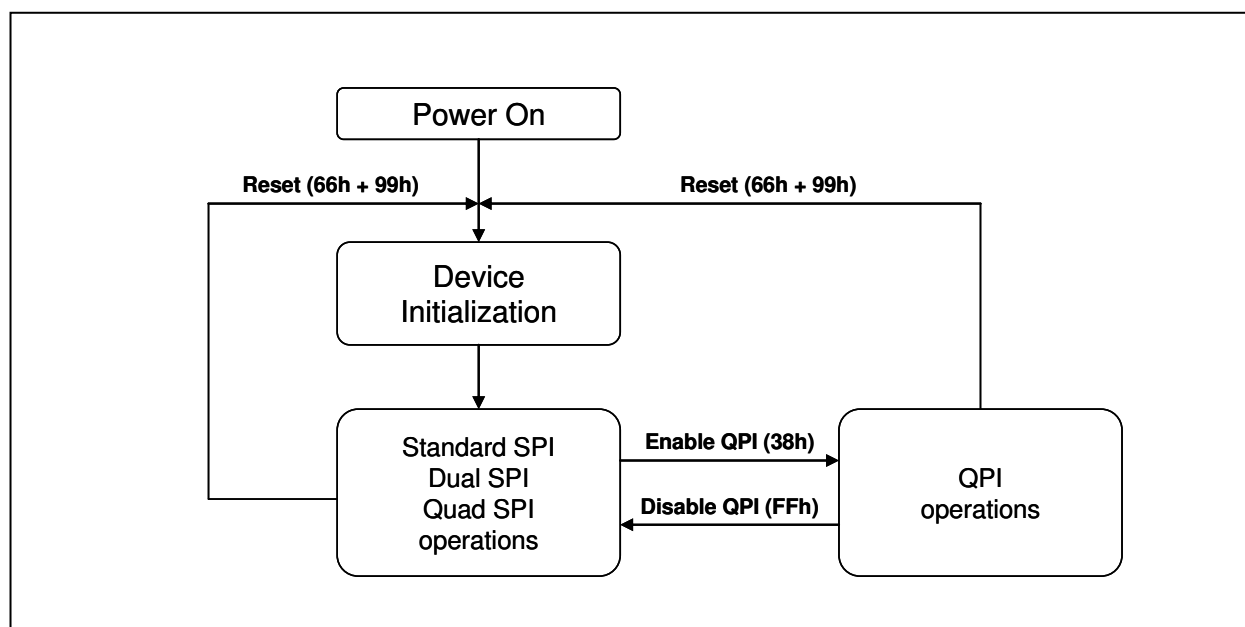 Power On
Reset (66h + 99h)
Reset (66h + 99h)
Device
Initialization
Standard SPI
Dual SPI
Quad SPI
operations
Enable QPI (38h)
Disable QPI (FFh)
QPI
operations